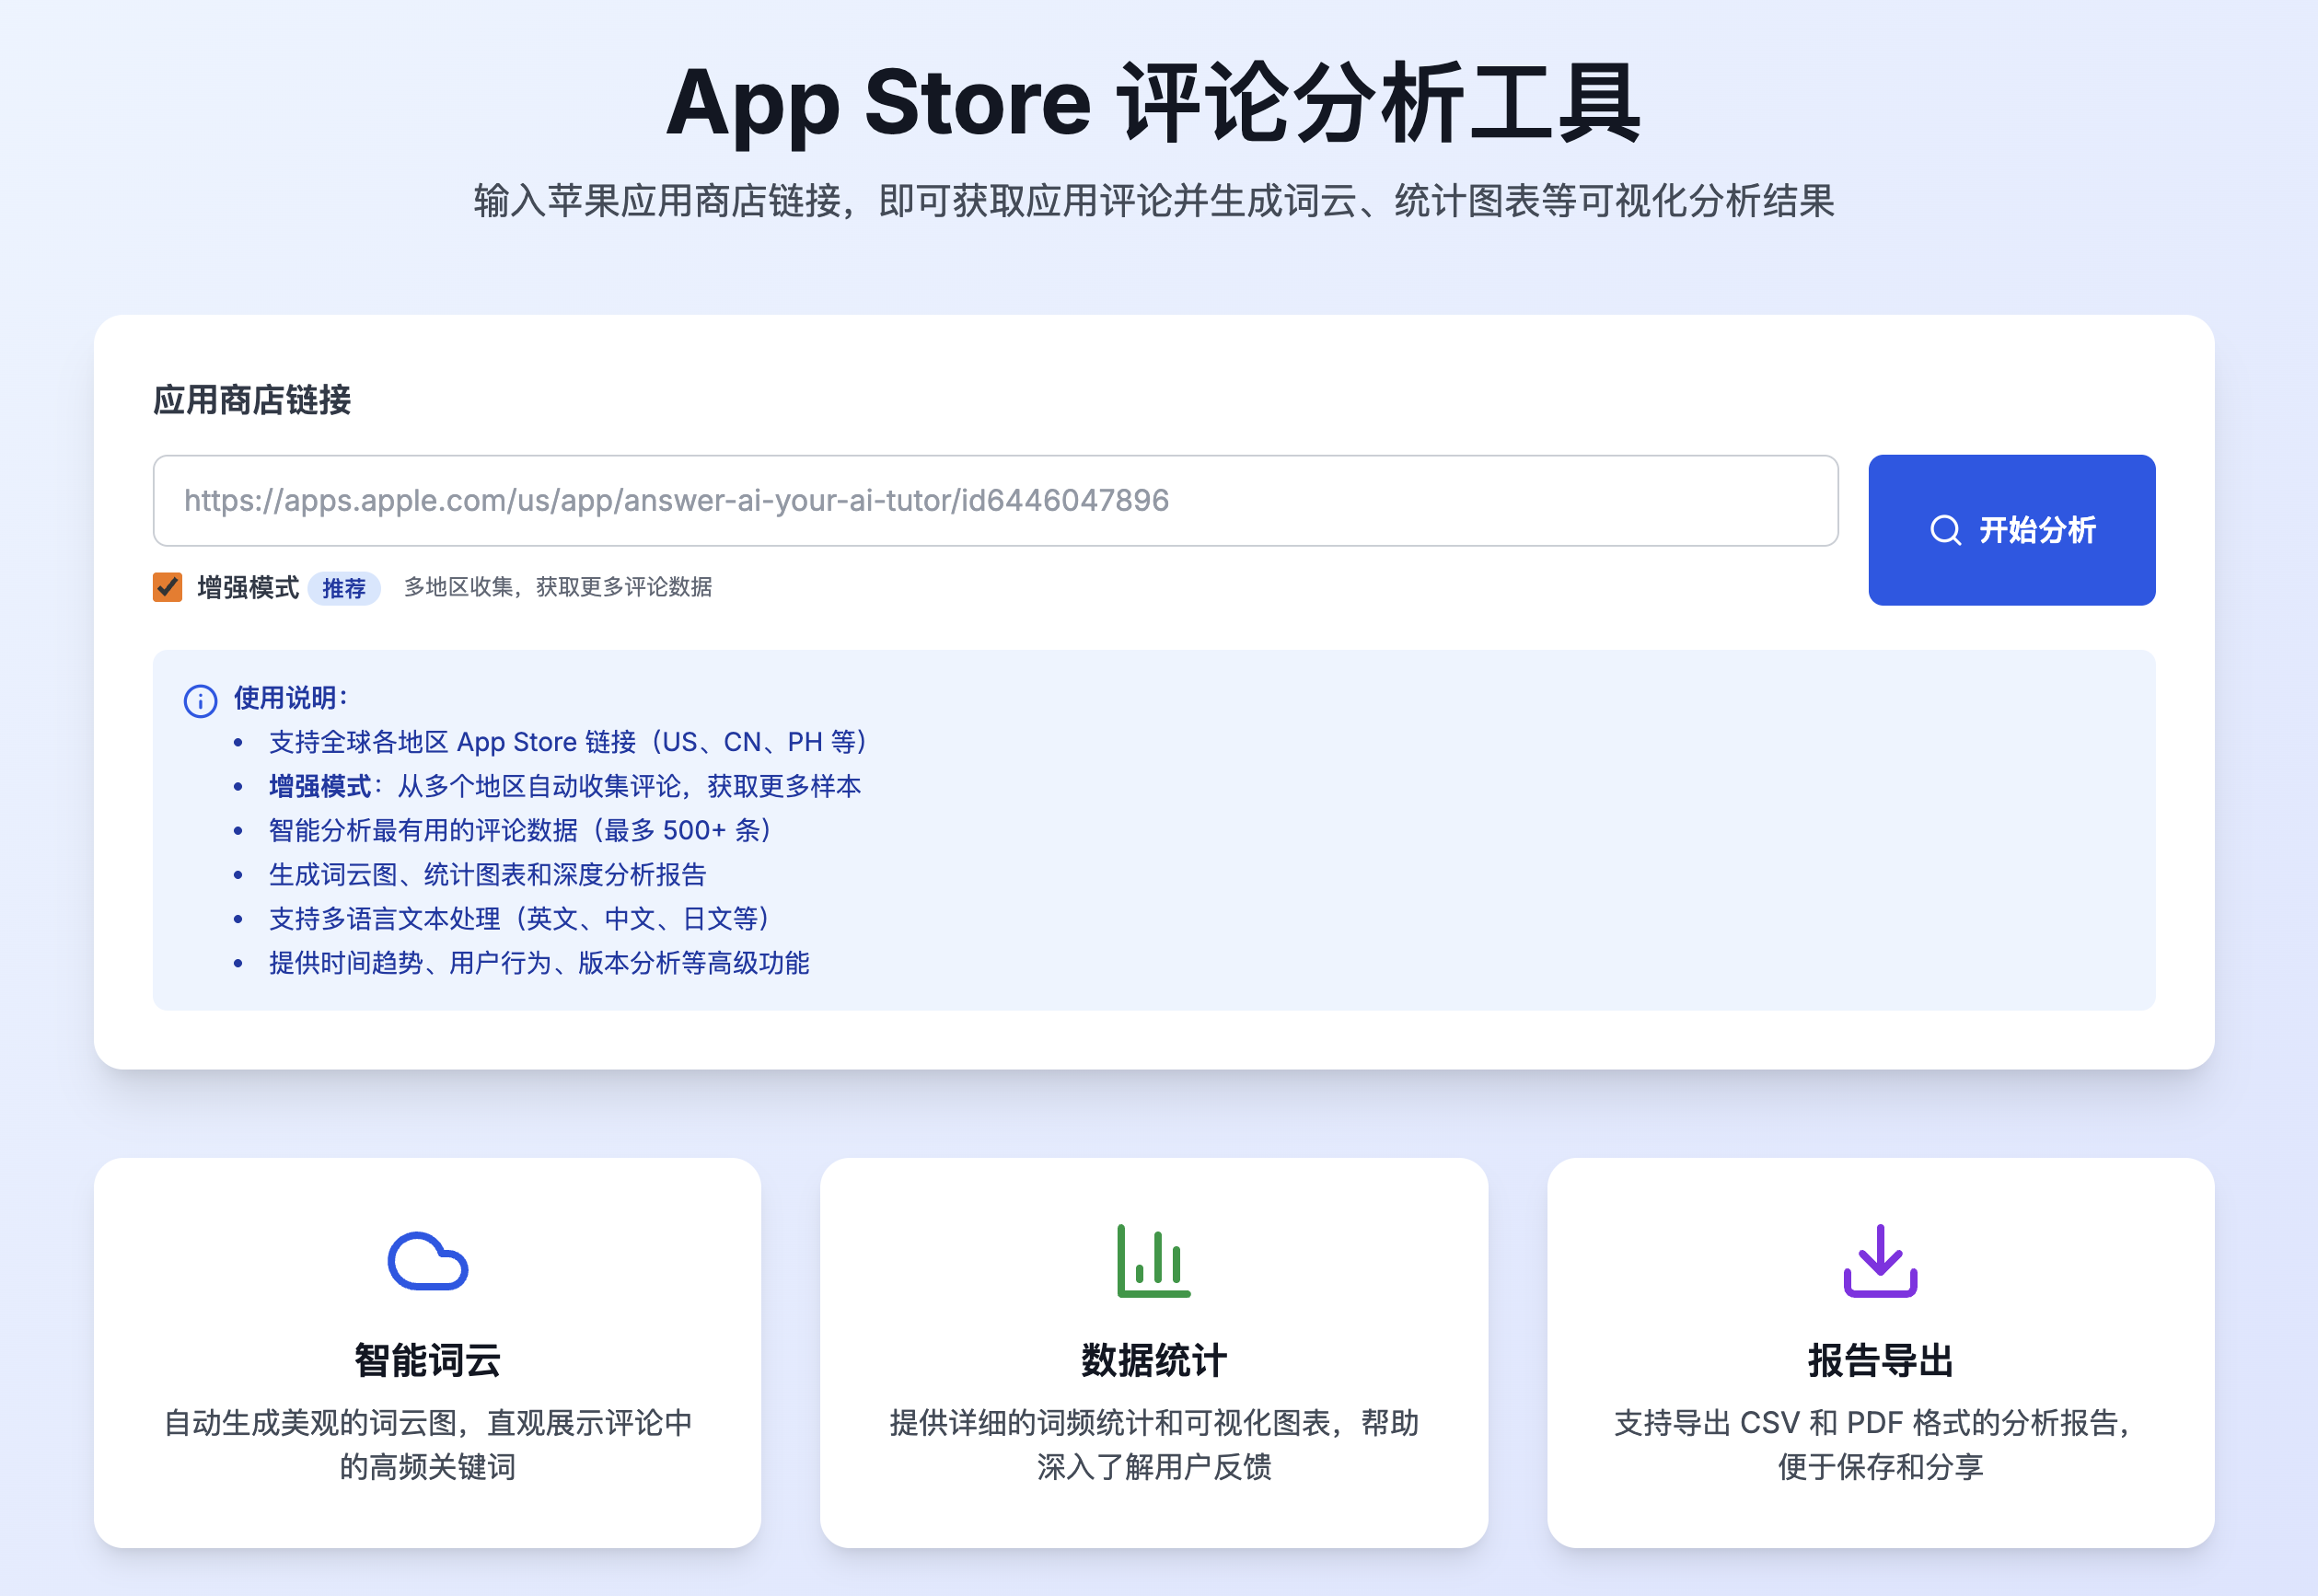 App Store 评论分析工具
输入苹果应用商店链接，即可获取应用评论并生成词云、统计图表等可视化分析结果
应用商店链接
https://apps.apple.com/us/app/answer-ai-your-ai-tutor/id6446047896
开始分析
增强模式 推荐 多地区收集，获取更多评论数据
使用说明：
• 支持全球各地区 App Store 链接（US、CN、PH 等）
• 增强模式：从多个地区自动收集评论，获取更多样本
• 智能分析最有用的评论数据（最多 500+ 条）
• 生成词云图、统计图表和深度分析报告
• 支持多语言文本处理（英文、中文、日文等）
• 提供时间趋势、用户行为、版本分析等高级功能
智能词云
自动生成美观的词云图，直观展示评论中
的高频关键词
数据统计
提供详细的词频统计和可视化图表，帮助
深入了解用户反馈
报告导出
支持导出 CSV 和 PDF 格式的分析报告，
便于保存和分享